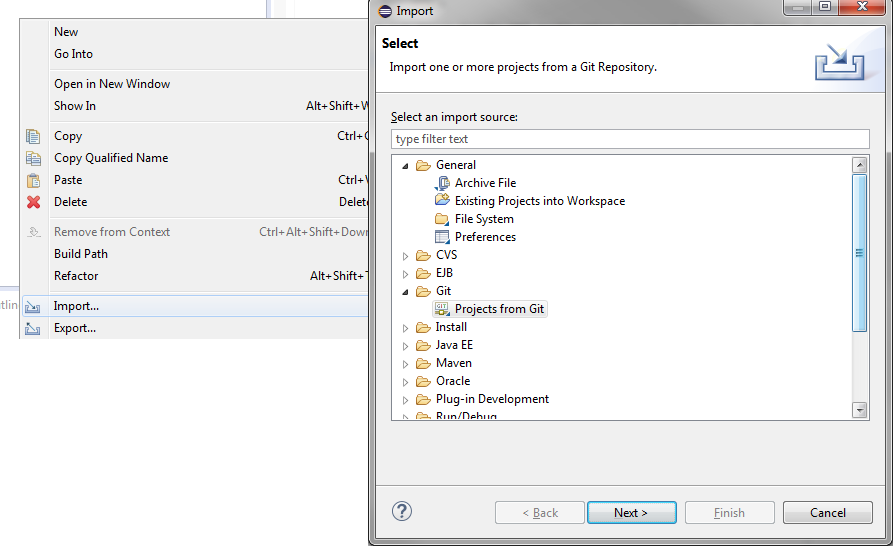 New
Go Into
Open in New Window
Show In Alt+Shift+W
Copy Ctrl+C
Copy Qualified Name
Paste Ctrl+V
Delete Delete
Remove from Context Ctrl+Alt+Shift+Down
Build Path
Refactor Alt+Shift+T
Import...
Export...
tlin
Import
Select
Import one or more projects from a Git Repository.
Select an import source:
type filter text
General
Archive File
Existing Projects into Workspace
File System
Preferences
CVS
EJB
Git
GIT
Projects from Git
Install
Java EE
Maven
Oracle
Plug-in Development
Run/Debug
?
< Back
Next >
Finish
Cancel